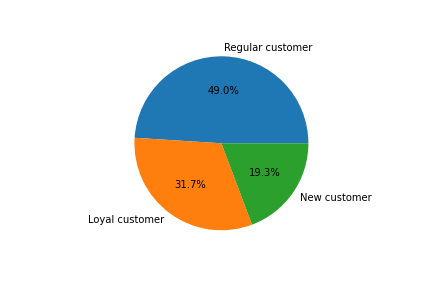 Regular customer
49.0%
19.3%
31.7%
New customer
Loyal customer